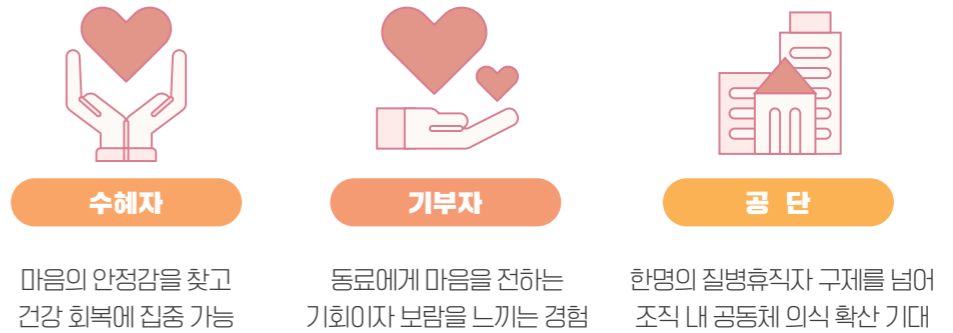 수혜자
마음의 안정감을 찾고
건강 회복에 집중 가능
기부자
동료에게 마음을 전하는
기회이자 보람을 느끼는 경험
공 단
한명의 질병휴직자 구제를 넘어
조직 내 공동체 의식 확산 기대